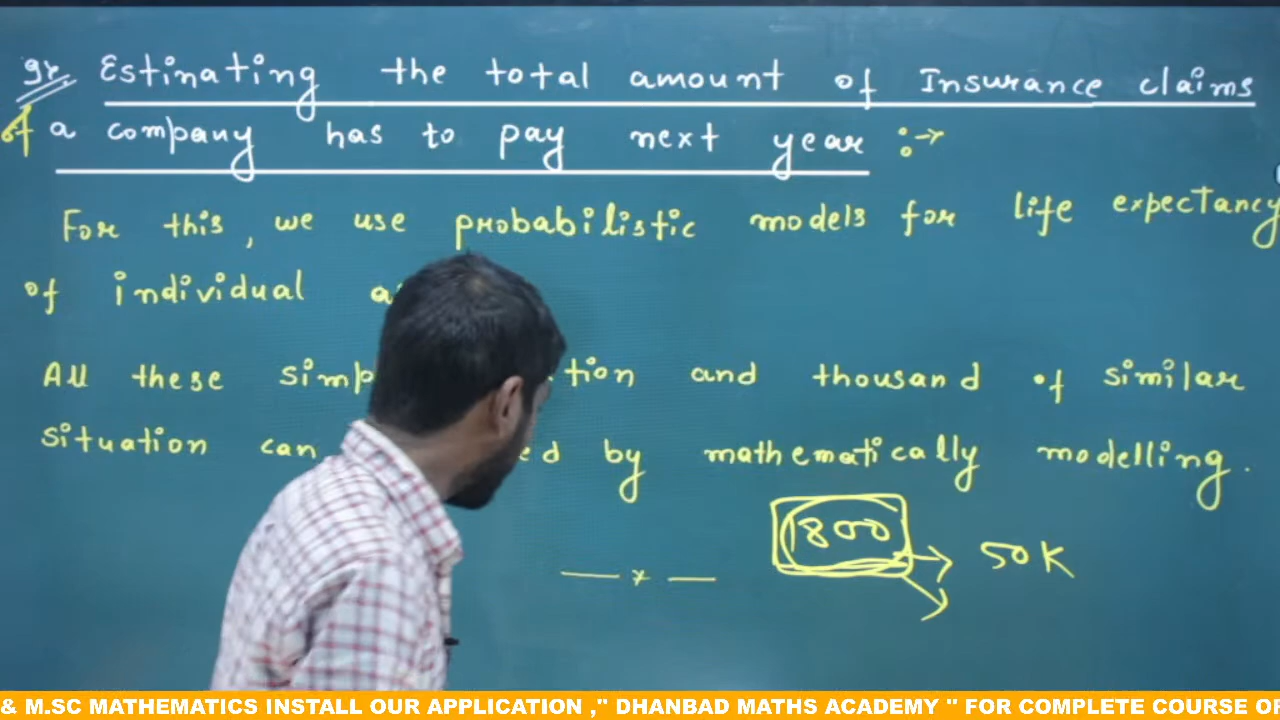 gr. Estinating the total amount of Insurance claims
of a company has to pay next year :→
For this, we use probabilistic models for life expectancy
of individual
All these tion and thousand of similar
situation can by mathematically modelling.
1800 → 50K
— x —
& M.SC MATHEMATICS INSTALL OUR APPLICATION ," DHANBAD MATHS ACADEMY " FOR COMPLETE COURSE OF